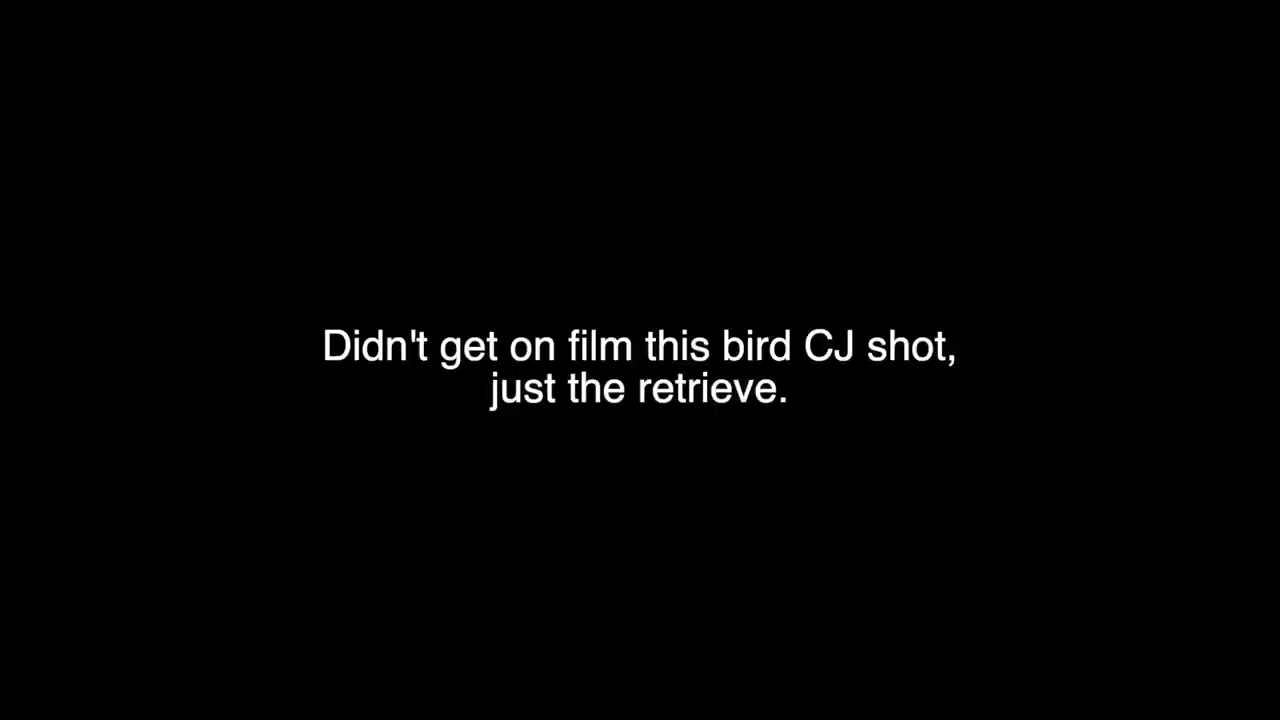 Didn't get on film this bird CJ shot,
just the retrieve.